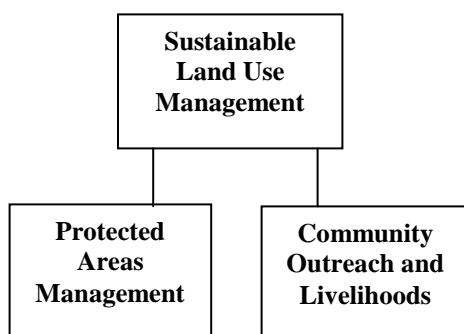 Sustainable
Land Use
Management
Protected
Areas
Management
Community
Outreach and
Livelihoods